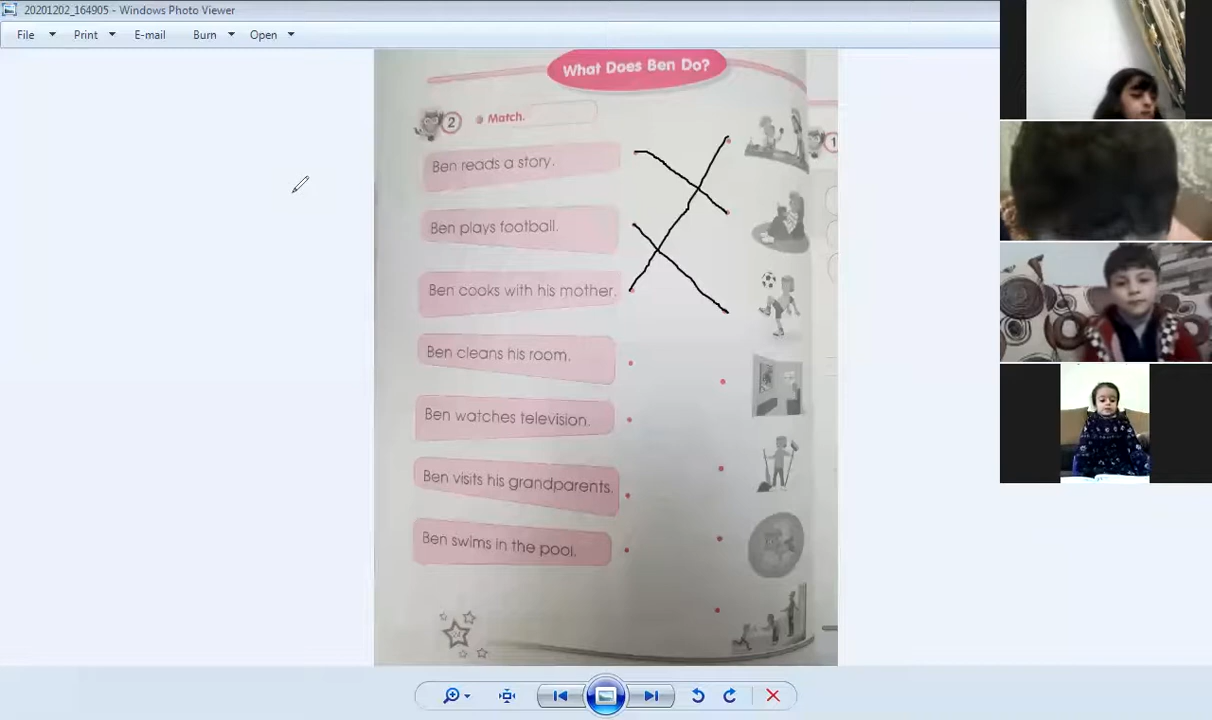 20201202_164905 - Windows Photo Viewer
File Print E-mail Burn Open
What Does Ben Do?
2 Match.
1
Ben reads a story.
Ben plays football.
Ben cooks with his mother.
Ben cleans his room.
Ben watches television.
Ben visits his grandparents.
Ben swims in the pool.